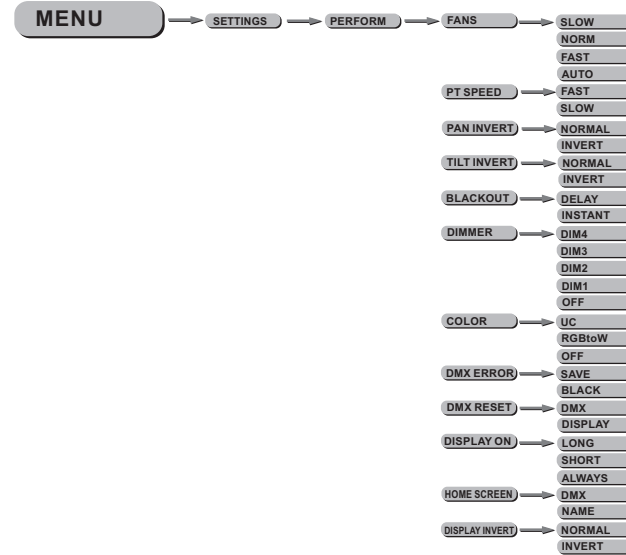 MENU SETTINGS PERFORM FANS SLOW
NORM
FAST
AUTO
PT SPEED FAST
SLOW
PAN INVERT NORMAL
INVERT
TILT INVERT NORMAL
INVERT
BLACKOUT DELAY
INSTANT
DIMMER DIM4
DIM3
DIM2
DIM1
OFF
COLOR UC
RGBtoW
OFF
DMX ERROR SAVE
BLACK
DMX RESET DMX
DISPLAY
DISPLAY ON LONG
SHORT
ALWAYS
HOME SCREEN DMX
NAME
DISPLAY INVERT NORMAL
INVERT